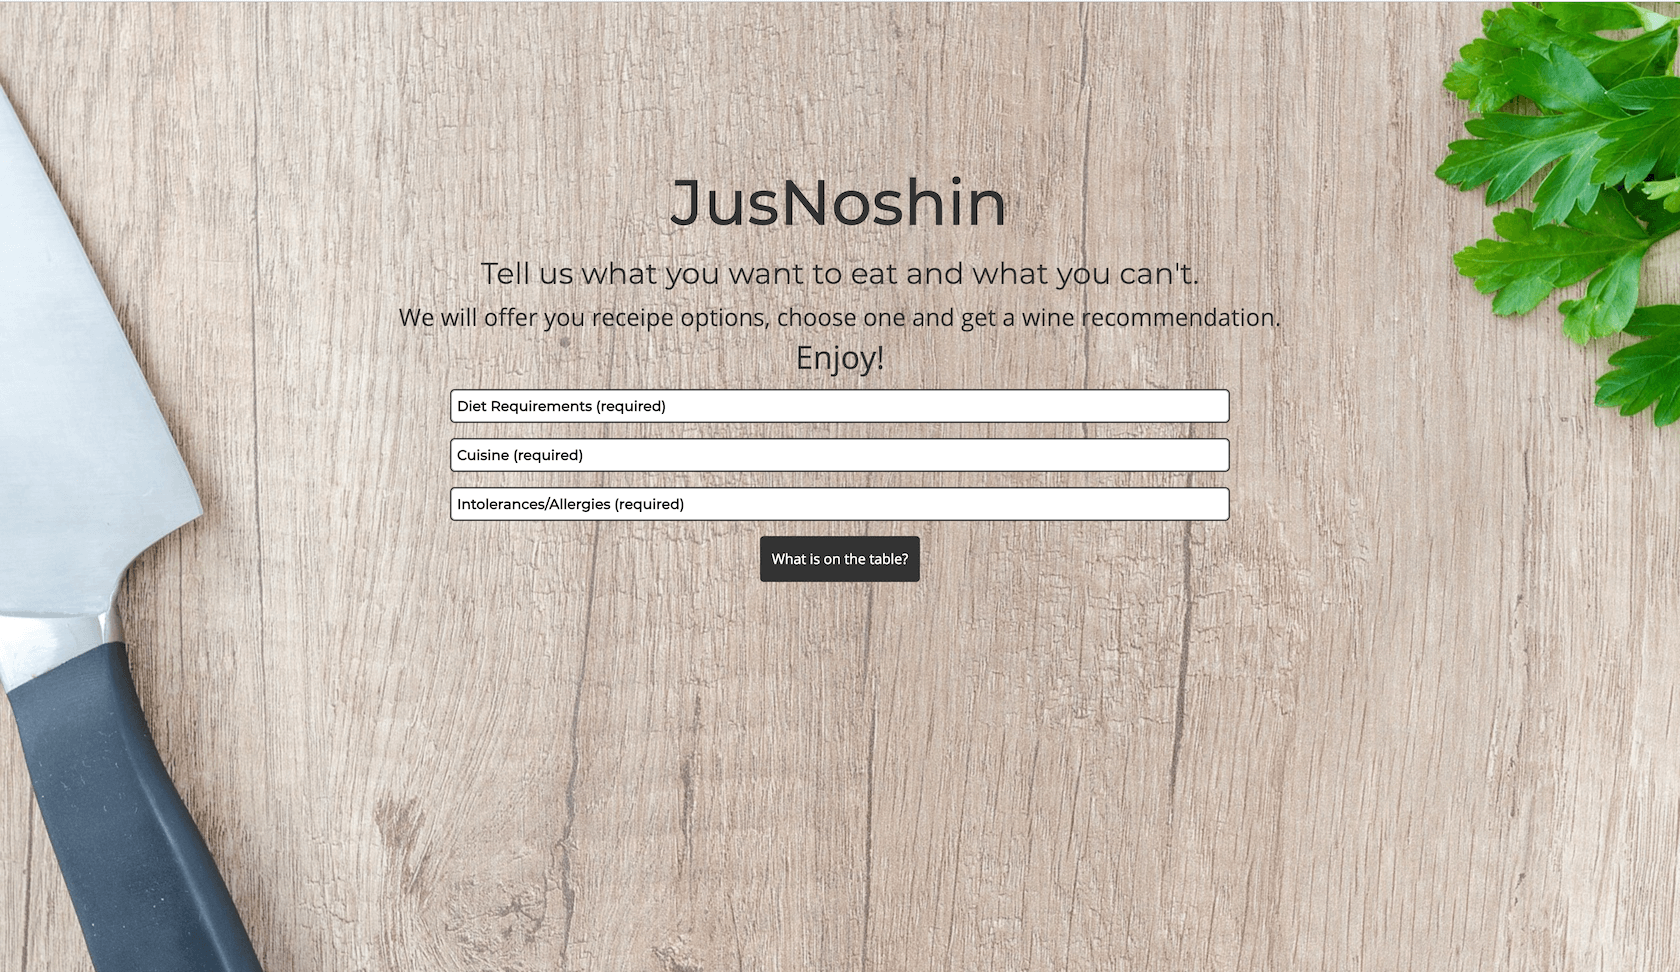 JusNoshin
Tell us what you want to eat and what you can't.
We will offer you receipe options, choose one and get a wine recommendation.
Enjoy!
Diet Requirements (required)
Cuisine (required)
Intolerances/Allergies (required)
What is on the table?